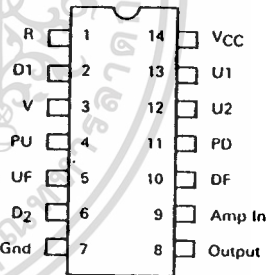 R 1 14 VCC
D1 2 13 U1
V 3 12 U2
PU 4 11 PD
UF 5 10 DF
D2 6 9 Amp In
Gnd 7 8 Output